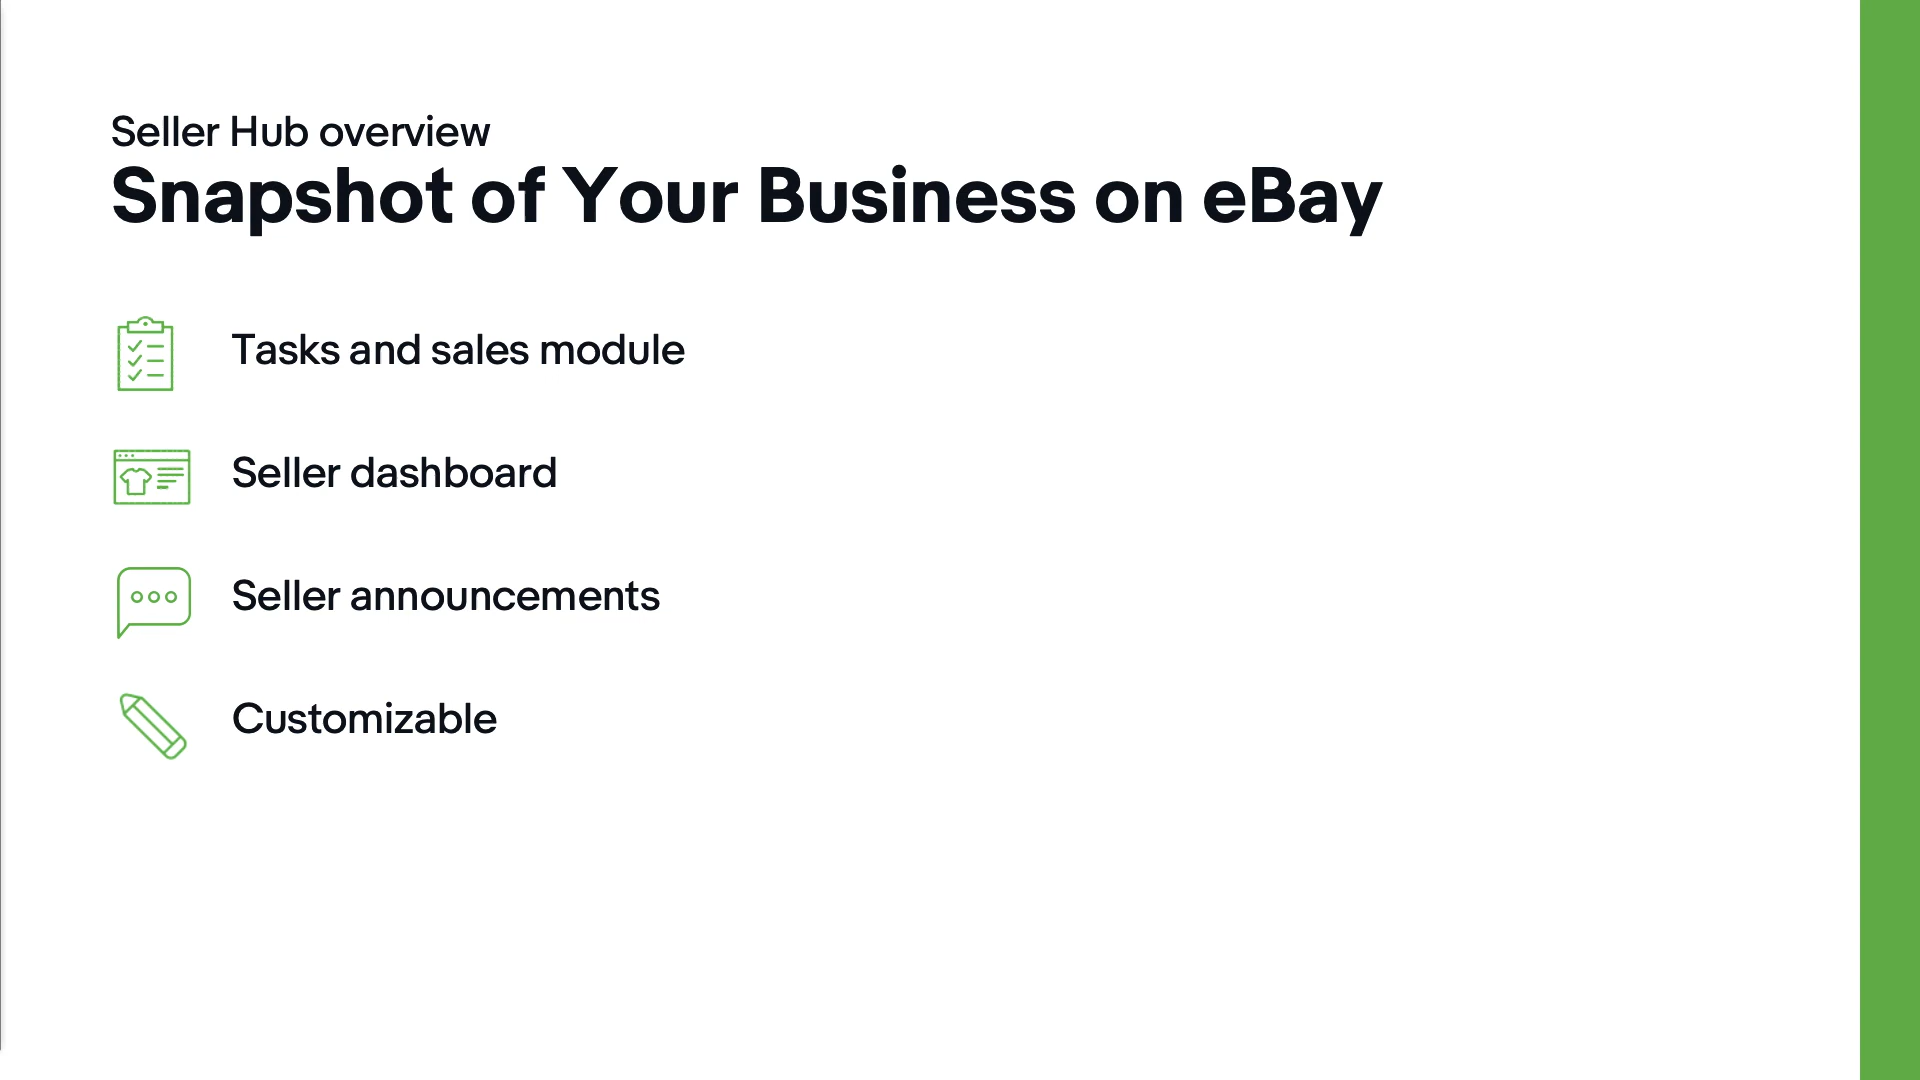 Seller Hub overview
Snapshot of Your Business on eBay
Tasks and sales module
Seller dashboard
Seller announcements
Customizable